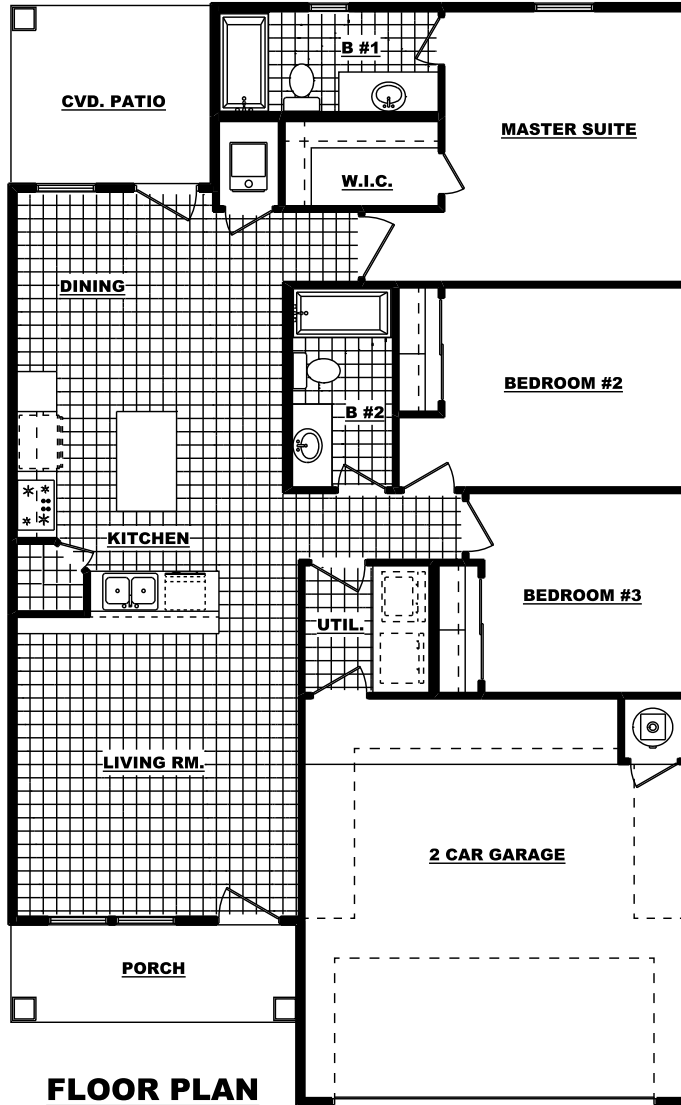 B #1
CVD. PATIO
MASTER SUITE
W.I.C.
DINING
BEDROOM #2
B #2
KITCHEN
BEDROOM #3
UTIL.
LIVING RM.
2 CAR GARAGE
PORCH
FLOOR PLAN